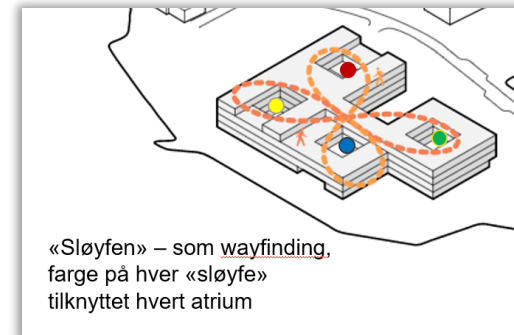 «Sløyfen» – som wayfinding,
farge på hver «sløyfe»
tilknyttet hvert atrium